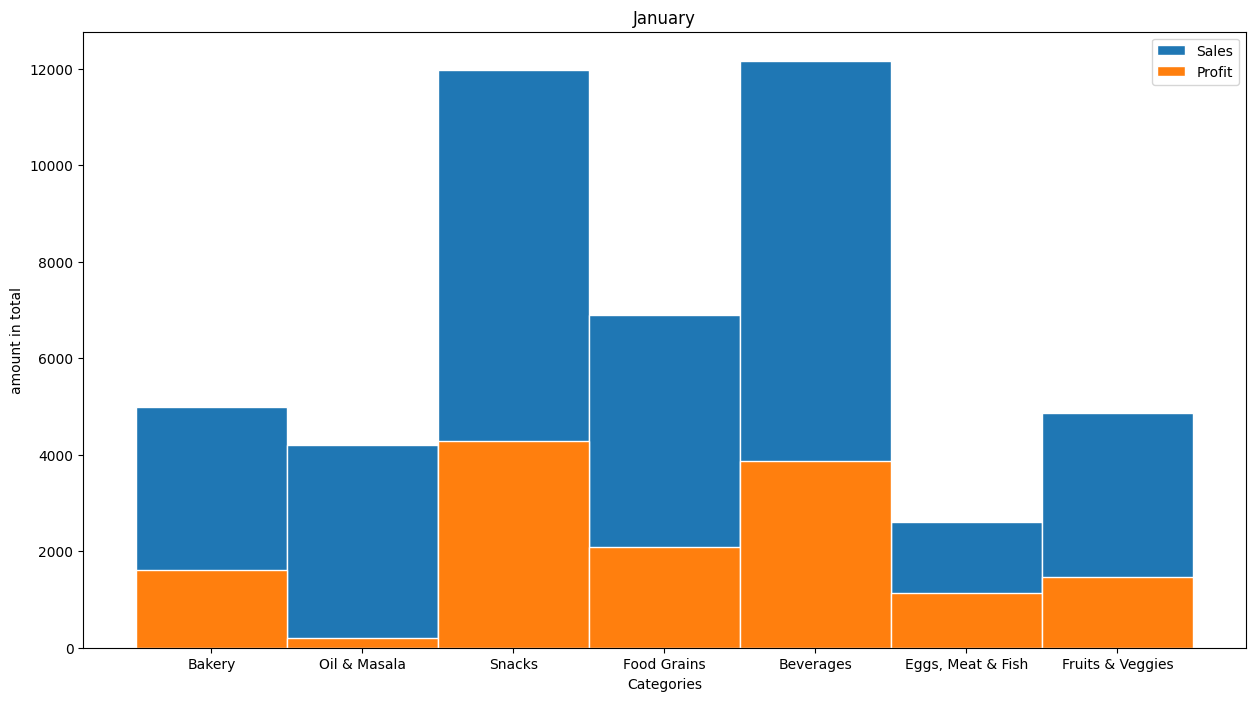 January
Sales
Profit
12000
10000
8000
6000
4000
2000
0
amount in total
Bakery
Oil & Masala
Snacks
Food Grains
Beverages
Eggs, Meat & Fish
Fruits & Veggies
Categories